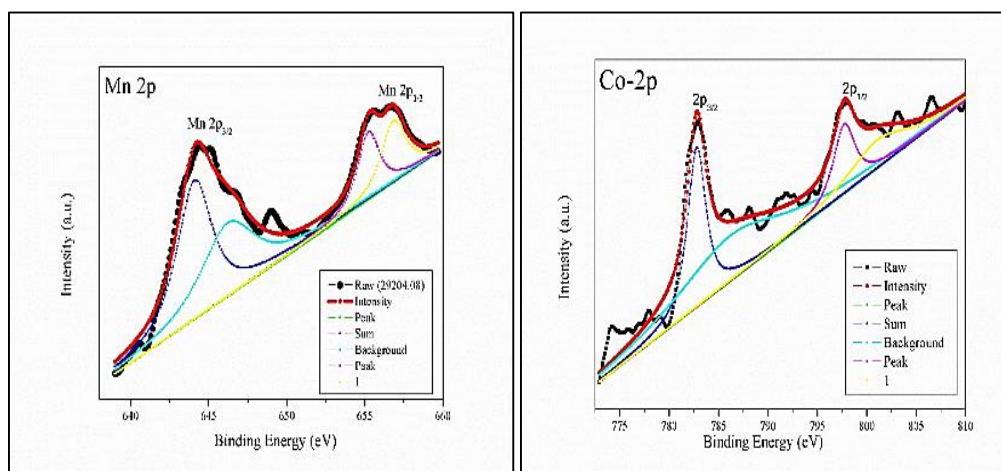 Mn 2p
Mn 2p3/2
Mn 2p1-2
Intensity (a.u.)
Raw (29204.08)
Intensity
Peak
Sum
Background
Peak
1
640 645 650 655 660
Binding Energy (eV)
Co-2p
2p3/2
2p1/2
Intensity (a.u.)
Raw
Intensity
Peak
Sum
Background
Peak
1
775 780 785 790 795 800 805 810
Binding Energy (eV)